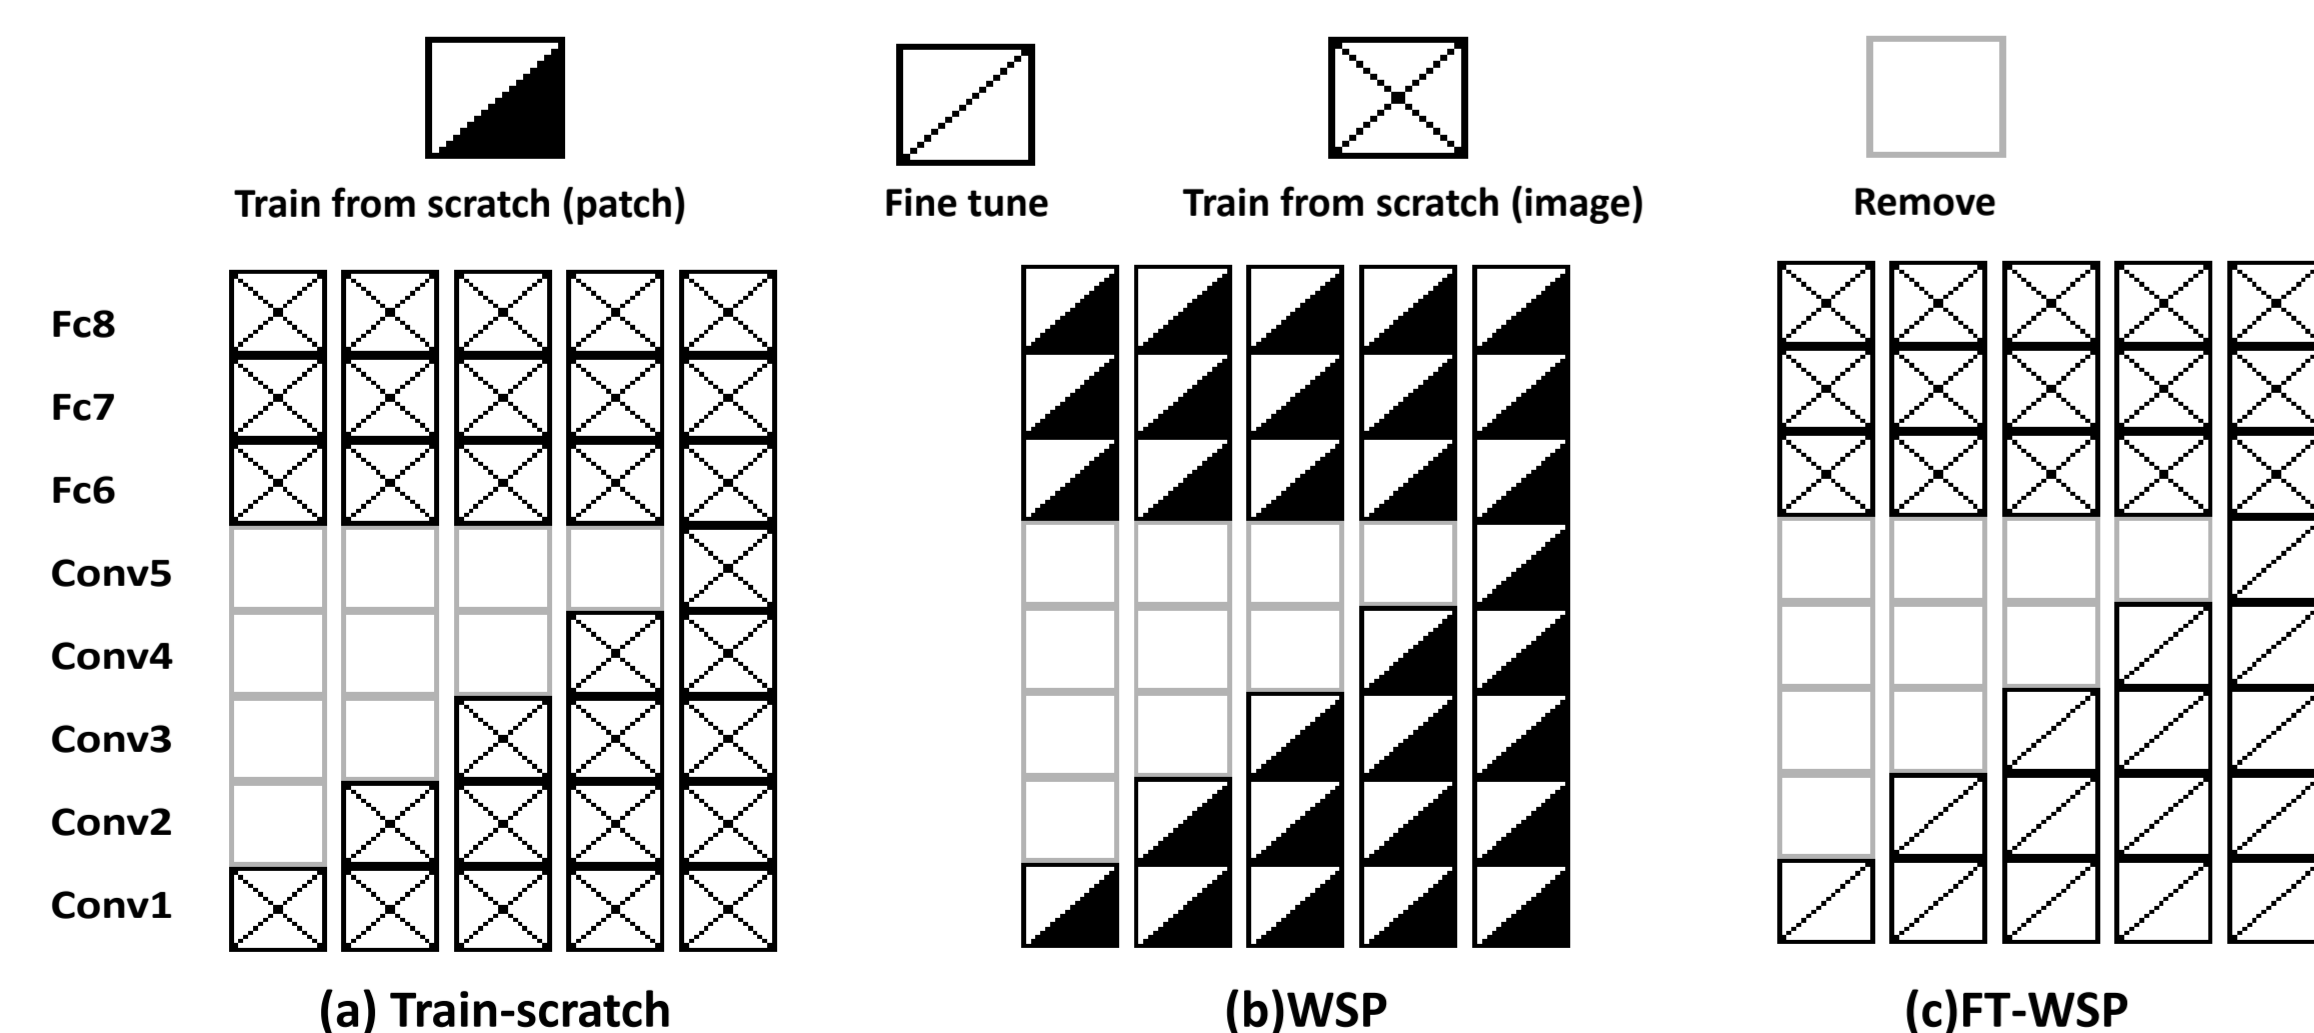 Train from scratch (patch)
Fine tune
Train from scratch (image)
Remove
Fc8
Fc7
Fc6
Conv5
Conv4
Conv3
Conv2
Conv1
(a) Train-scratch
(b)WSP
(c)FT-WSP